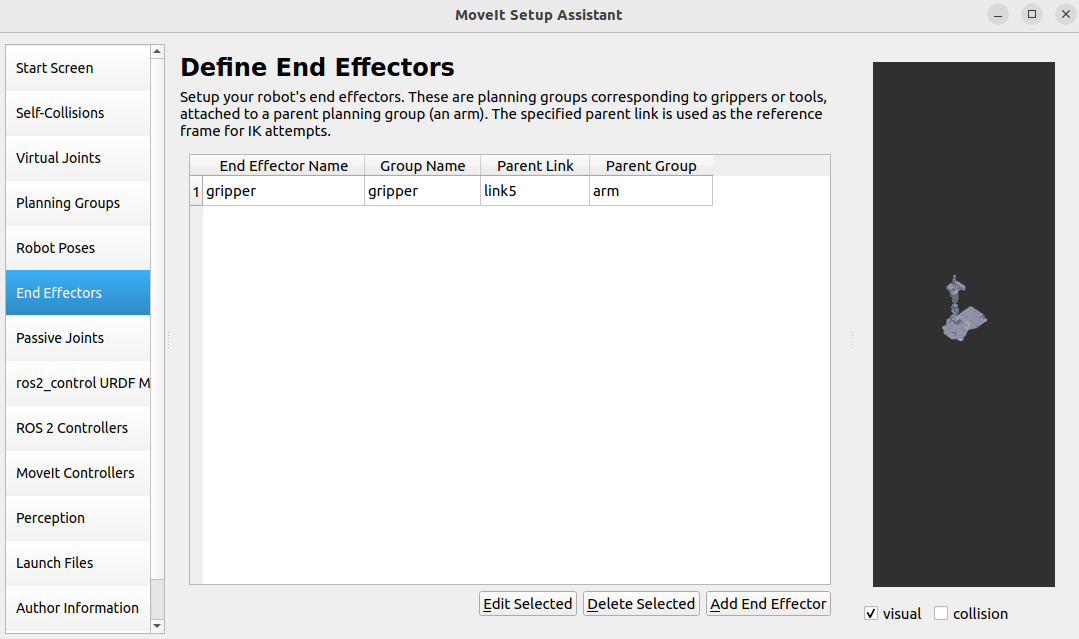 MoveIt Setup Assistant
Start Screen
Self-Collisions
Virtual Joints
Planning Groups
Robot Poses
End Effectors
Passive Joints
ros2_control URDF M
ROS 2 Controllers
MoveIt Controllers
Perception
Launch Files
Author Information
Define End Effectors
Setup your robot's end effectors. These are planning groups corresponding to grippers or tools,
attached to a parent planning group (an arm). The specified parent link is used as the reference
frame for IK attempts.
End Effector Name Group Name Parent Link Parent Group
1 gripper gripper link5 arm
Edit Selected Delete Selected Add End Effector
visual collision